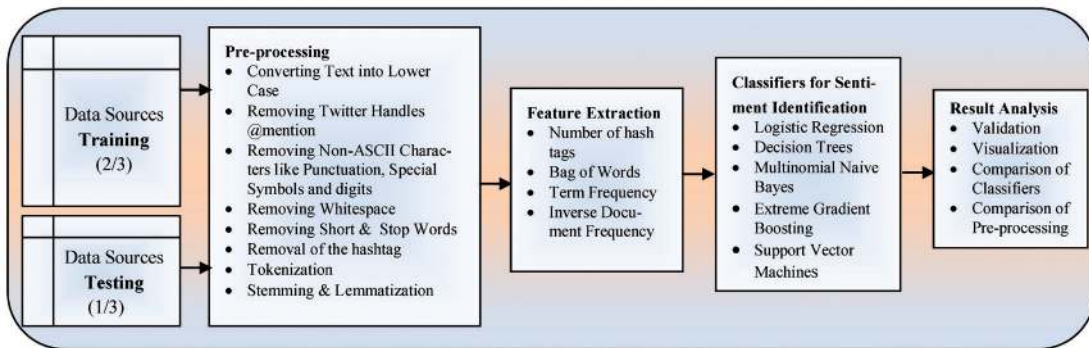 Data Sources
Training
(2/3)
Data Sources
Testing
(1/3)
Pre-processing
• Converting Text into Lower
Case
• Removing Twitter Handles
@mention
• Removing Non-ASCII Charac-
ters like Punctuation, Special
Symbols and digits
• Removing Whitespace
• Removing Short & Stop Words
• Removal of the hashtag
• Tokenization
• Stemming & Lemmatization
Feature Extraction
• Number of hash
tags
• Bag of Words
• Term Frequency
• Inverse Docu-
ment Frequency
Classifiers for Senti-
ment Identification
• Logistic Regression
• Decision Trees
• Multinomial Naive
Bayes
• Extreme Gradient
Boosting
• Support Vector
Machines
Result Analysis
• Validation
• Visualization
• Comparison of
Classifiers
• Comparison of
Pre-processing